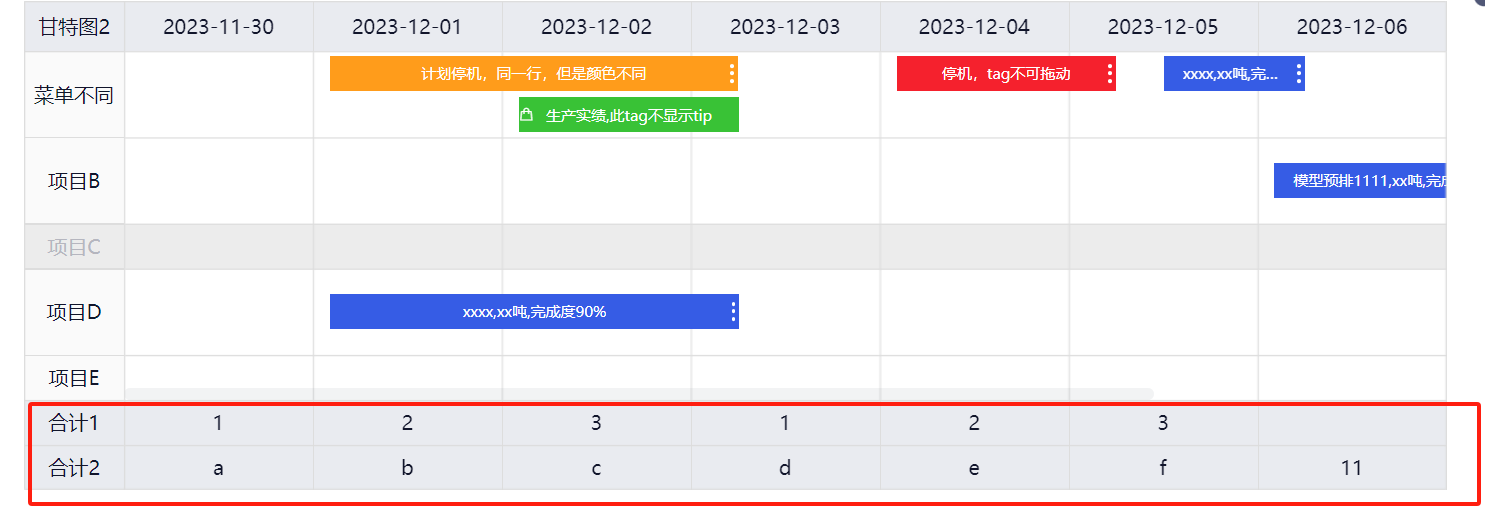 甘特图2 2023-11-30 2023-12-01 2023-12-02 2023-12-03 2023-12-04 2023-12-05 2023-12-06
菜单不同
计划停机，同一行，但是颜色不同 停机，tag不可拖动 xxxx,xx吨,完...
生产实绩,此tag不显示tip
项目B 模型预排1111,xx吨,完
项目C
项目D xxxx,xx吨,完成度90%
项目E
合计1 1 2 3 1 2 3
合计2 a b c d e f 11